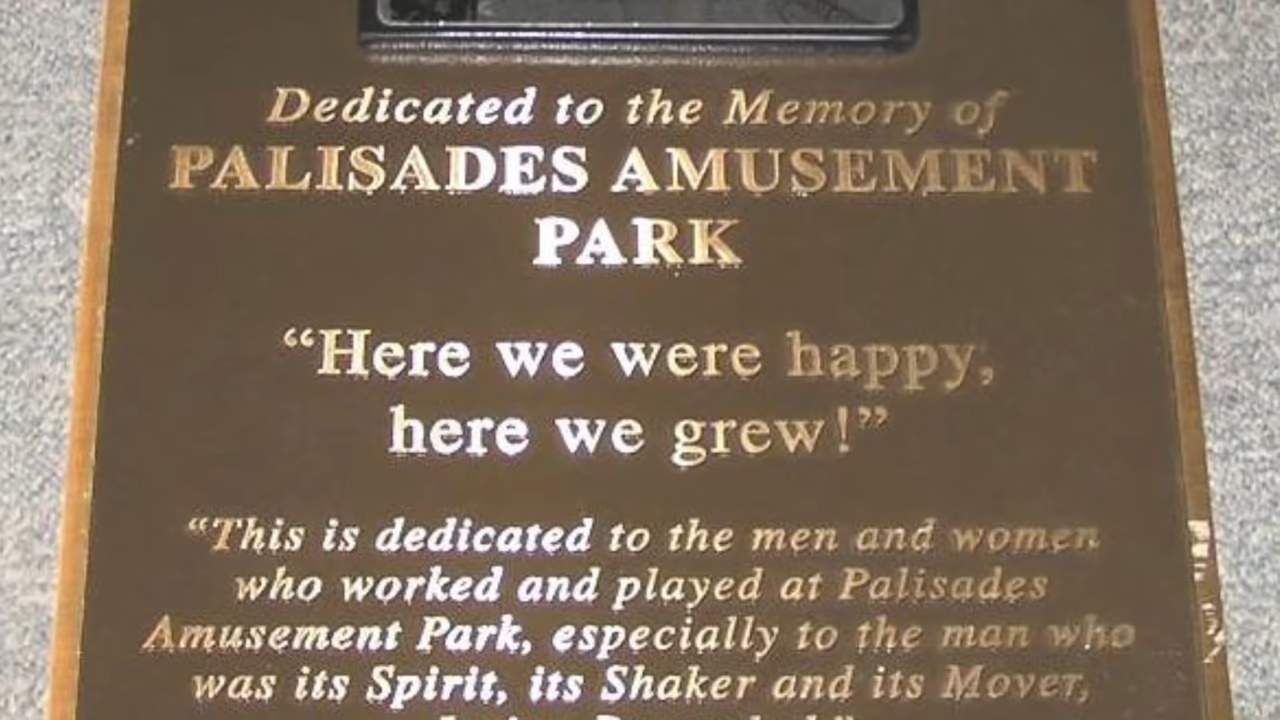 Dedicated to the Memory of
PALISADES AMUSEMENT
PARK
“Here we were happy,
here we grew!”
“This is dedicated to the men and women
who worked and played at Palisades
Amusement Park, especially to the man who
was its Spirit, its Shaker and its Mover,